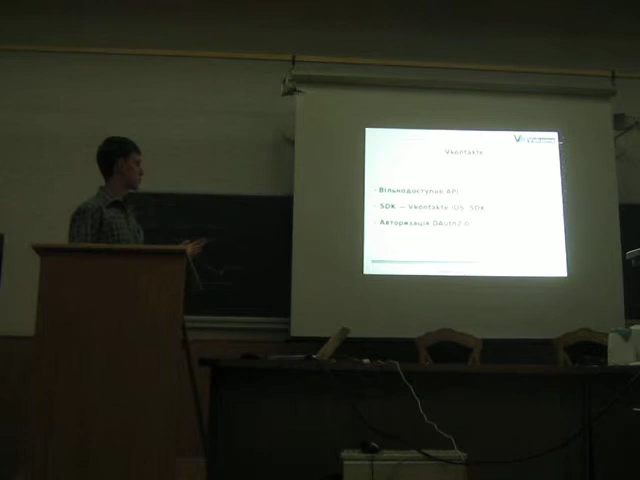 Vkontakte
Вільнодоступне API
SDK — Vkontakte iOS SDK
Авторизація OAuth2.0